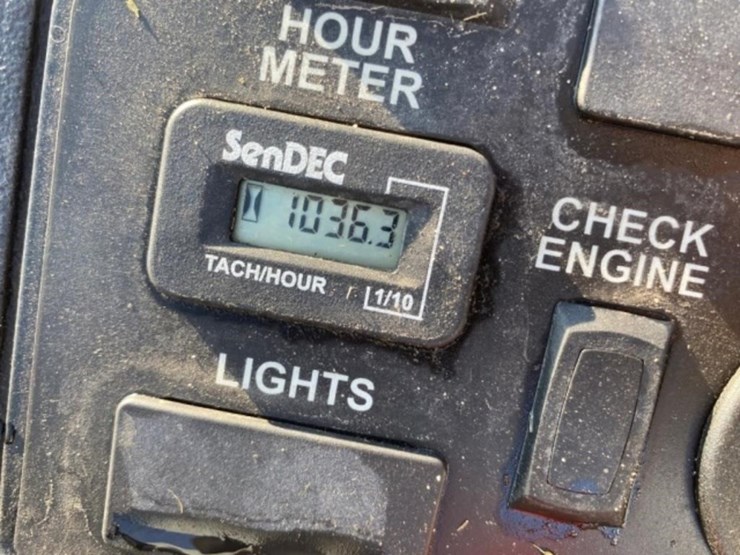 HOUR
METER
SenDEC
1036.3
TACH/HOUR 1/10
CHECK
ENGINE
LIGHTS